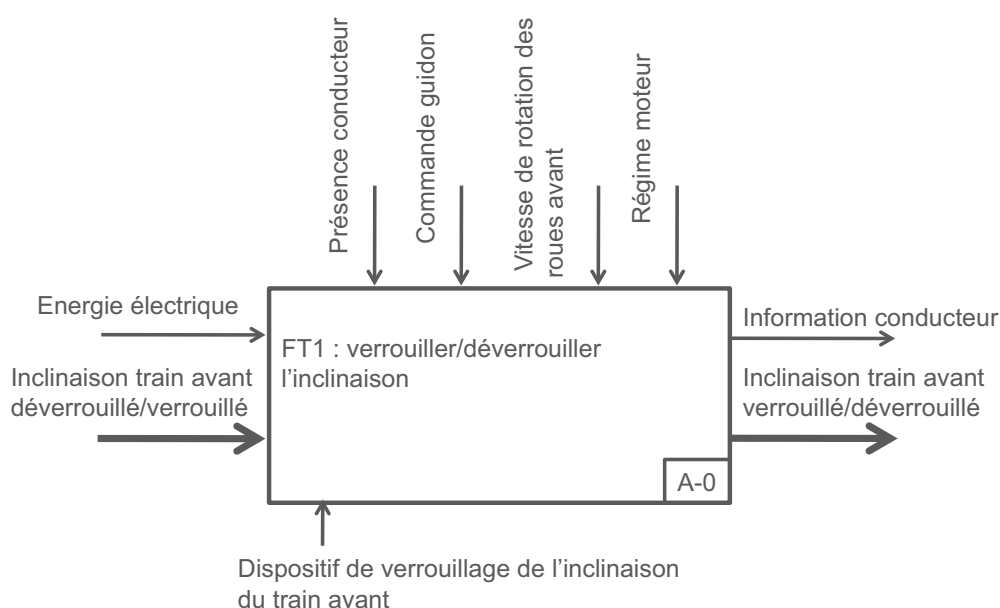 Présence conducteur
Commande guidon
Vitesse de rotation des
roues avant
Régime moteur
Energie électrique
Inclinaison train avant
déverrouillé/verrouillé
FT1 : verrouiller/déverrouiller
l’inclinaison
A-0
Information conducteur
Inclinaison train avant
verrouillé/déverrouillé
Dispositif de verrouillage de l’inclinaison
du train avant